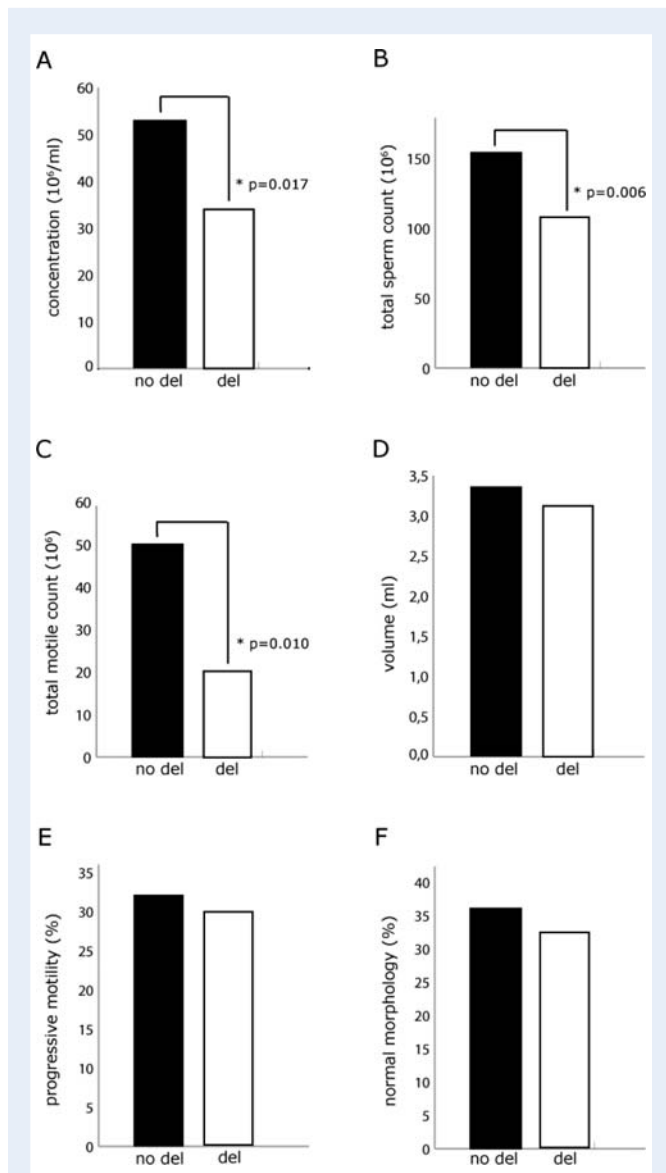 A
concentration (10⁶/ml)
60
50
40
30
20
10
0
* p=0.017
no del del
B
total sperm count (10⁶)
150
100
50
0
* p=0.006
no del del
C
total motile count (10⁶)
60
50
40
30
20
10
0
* p=0.010
no del del
D
volume (ml)
3,5
3,0
2,5
2,0
1,5
1,0
0,5
0,0
no del del
E
progressive motility (%)
35
30
25
20
15
10
5
0
no del del
F
normal morphology (%)
40
35
30
25
20
15
10
5
0
no del del